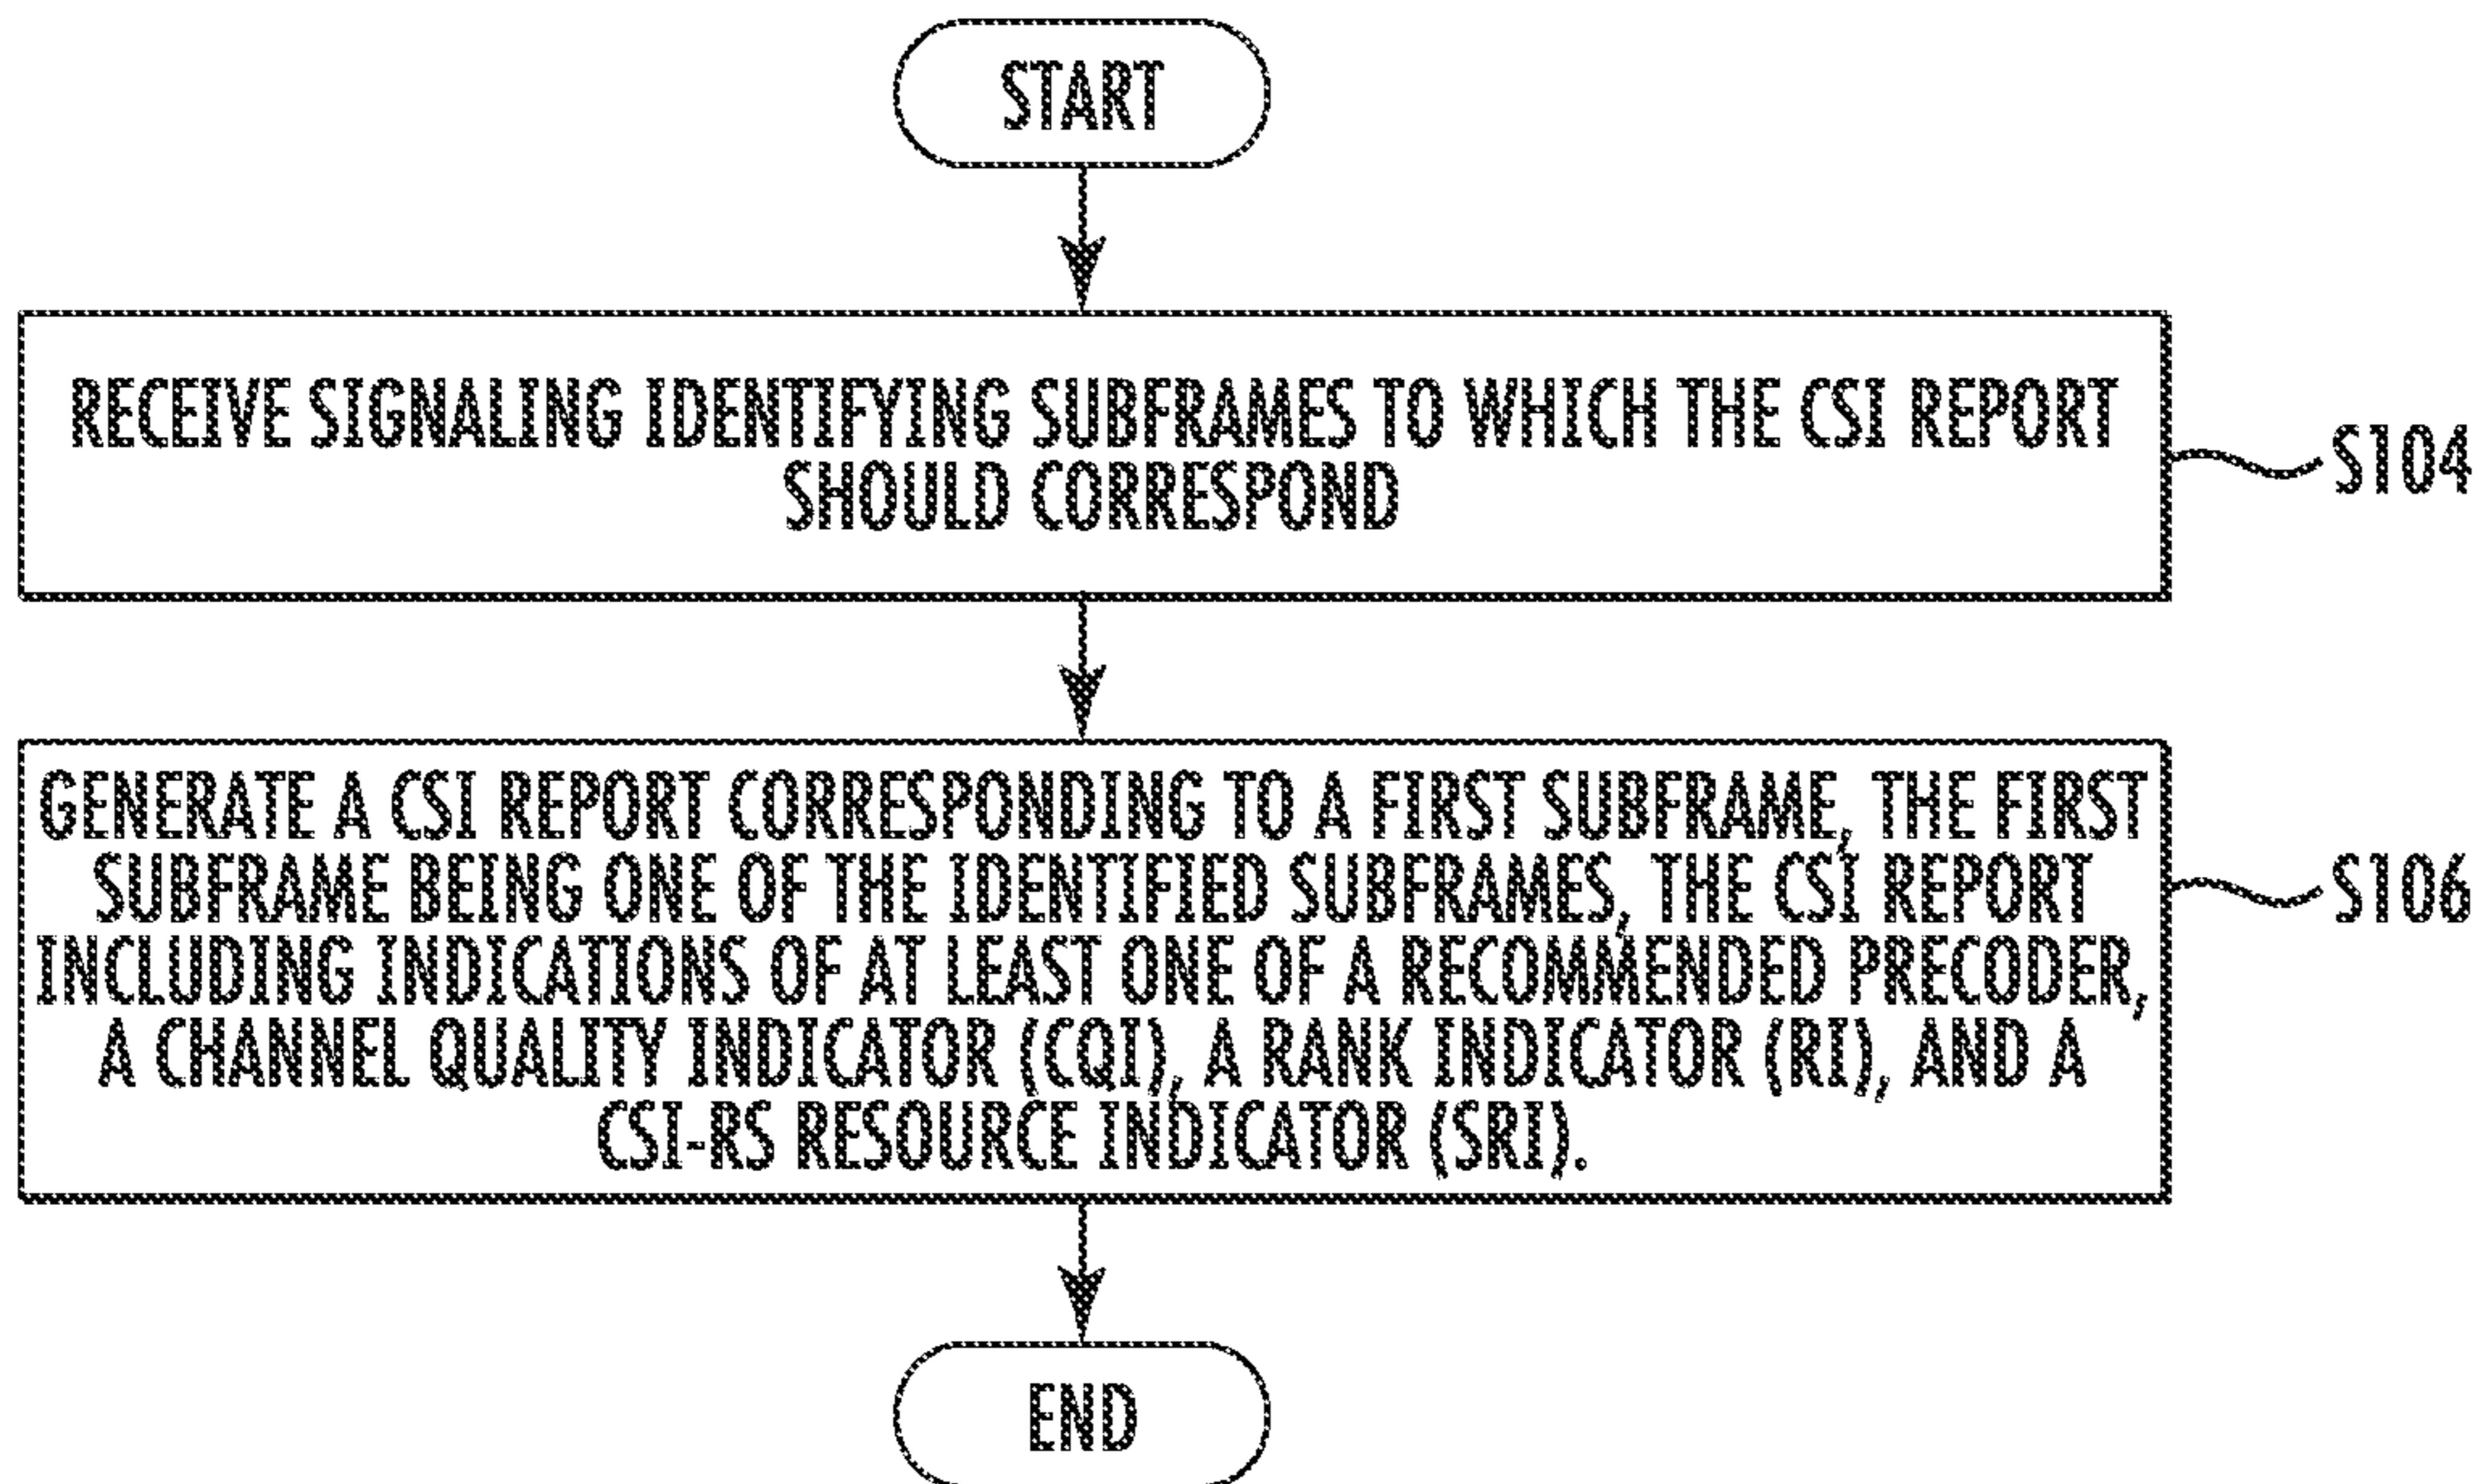 START
RECEIVE SIGNALING IDENTIFYING SUBFRAMES TO WHICH THE CSI REPORT
SHOULD CORRESPOND
S104
GENERATE A CSI REPORT CORRESPONDING TO A FIRST SUBFRAME, THE FIRST
SUBFRAME BEING ONE OF THE IDENTIFIED SUBFRAMES, THE CSI REPORT
INCLUDING INDICATIONS OF AT LEAST ONE OF A RECOMMENDED PRECODER,
A CHANNEL QUALITY INDICATOR (CQI), A RANK INDICATOR (RI), AND A
CSI-RS RESOURCE INDICATOR (SRI).
S106
END